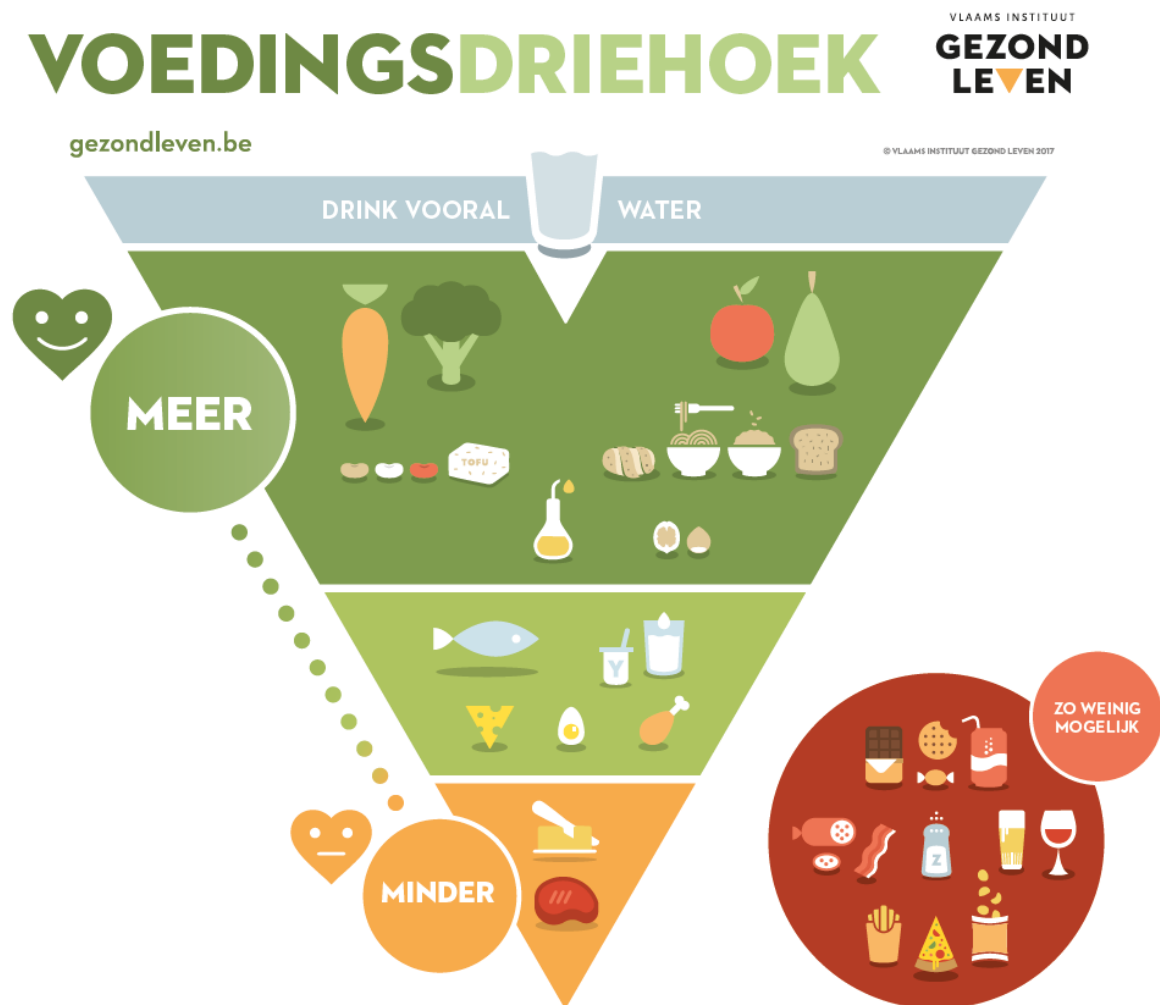 VOEDINGSDRIEHOEK
VLAAMS INSTITUUT
GEZOND
LEVEN
gezondleven.be
© VLAAMS INSTITUUT GEZOND LEVEN 2017
DRINK VOORAL WATER
MEER
TOFU
Y
MINDER
ZO WEINIG
MOGELIJK
Z